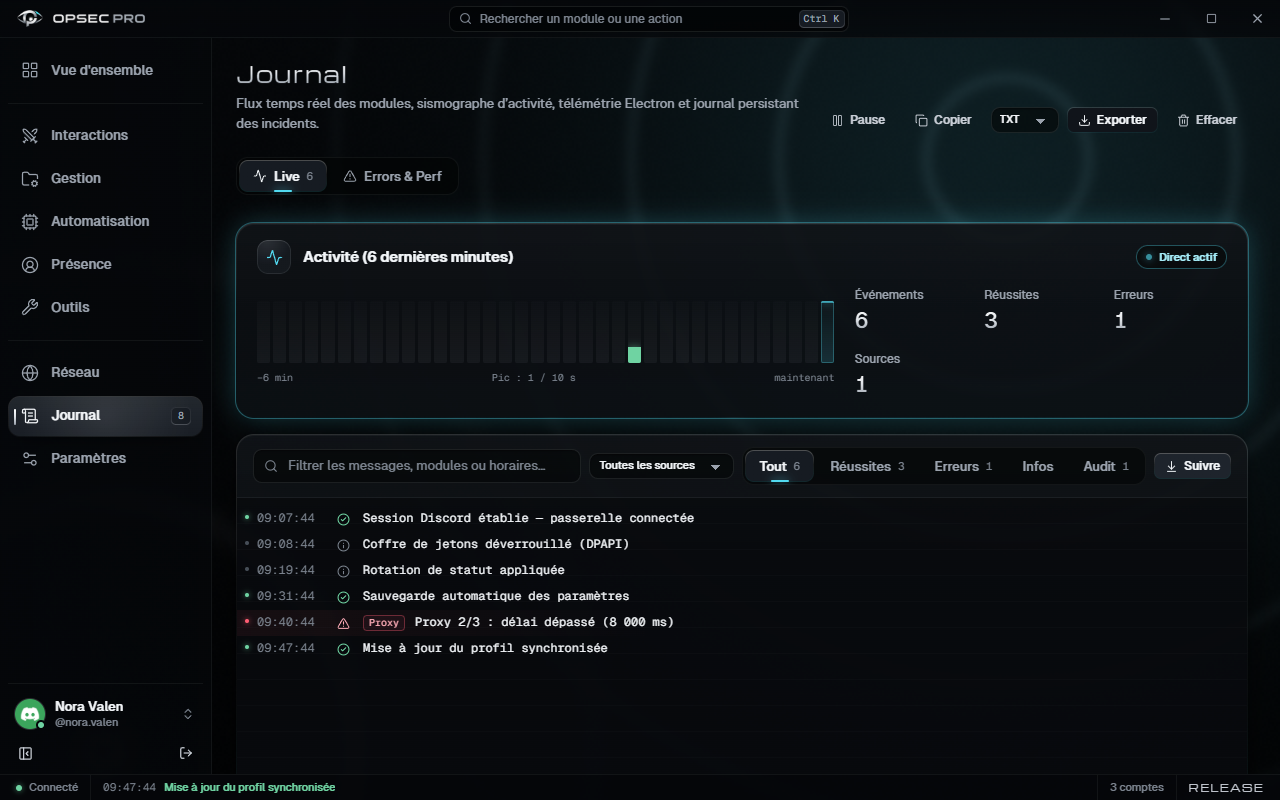 OPSEC PRO
Rechercher un module ou une action
Ctrl K
Vue d'ensemble
Interactions
Gestion
Automatisation
Présence
Outils
Réseau
Journal 8
Paramètres
Nora Valen
@nora.valen
Journal
Flux temps réel des modules, sismographe d'activité, télémétrie Electron et journal persistant
des incidents.
Pause
Copier
TXT
Exporter
Effacer
Live 6
Errors & Perf
Activité (6 dernières minutes)
Direct actif
−6 min
Pic : 1 / 10 s
maintenant
Événements
6
Réussites
3
Erreurs
1
Sources
1
Filtrer les messages, modules ou horaires…
Toutes les sources
Tout 6
Réussites 3
Erreurs 1
Infos
Audit 1
Suivre
09:07:44 Session Discord établie — passerelle connectée
09:08:44 Coffre de jetons déverrouillé (DPAPI)
09:19:44 Rotation de statut appliquée
09:31:44 Sauvegarde automatique des paramètres
09:40:44 Proxy Proxy 2/3 : délai dépassé (8 000 ms)
09:47:44 Mise à jour du profil synchronisée
Connecté
09:47:44 Mise à jour du profil synchronisée
3 comptes
RELEASE